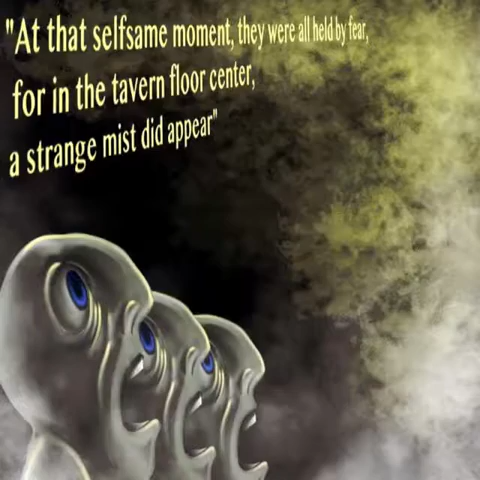 "At that selfsame moment, they were all held by fear,
for in the tavern floor center,
a strange mist did appear"